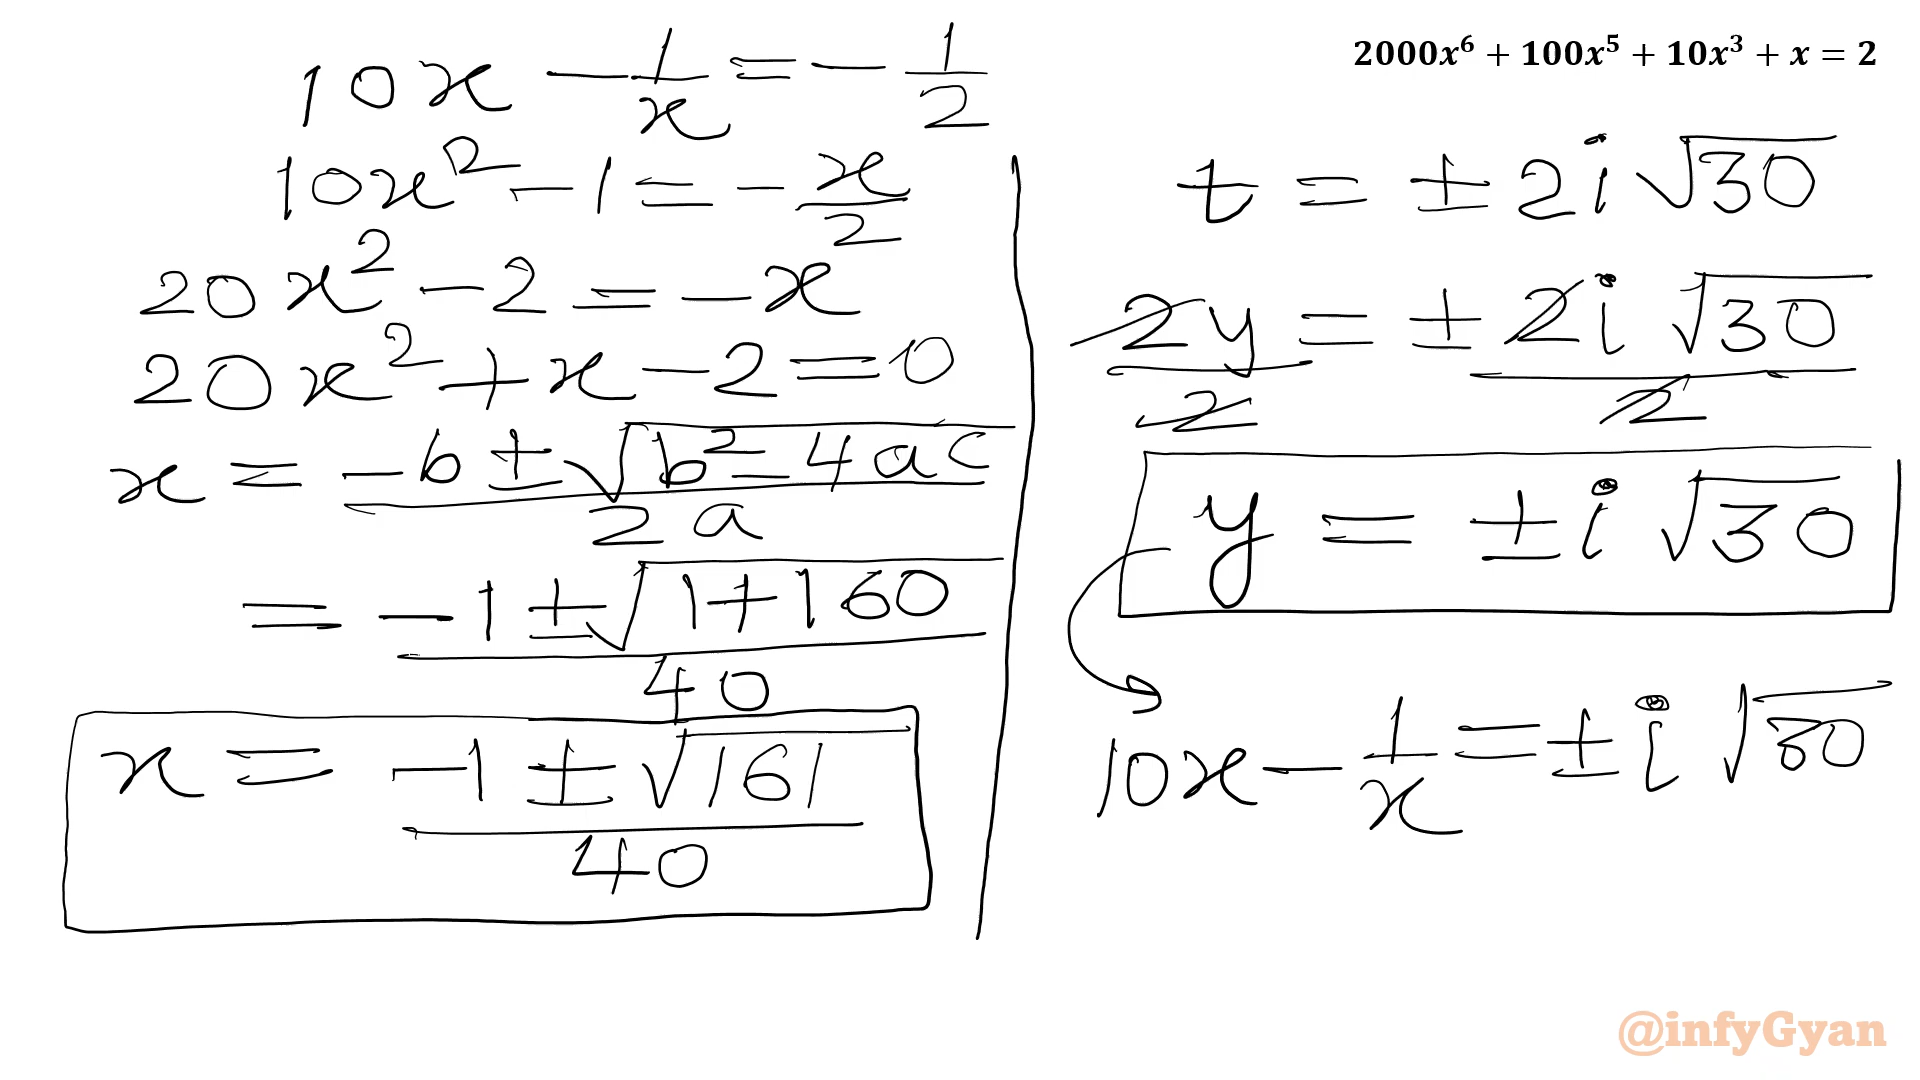 10x - 1/x = - 1/2
10x² - 1 = - x/2
20x² - 2 = - x
20x² + x - 2 = 0
x = (-b ± √(b² - 4ac))/2a
= (-1 ± √(1 + 160))/40
x = (-1 ± √161)/40
2000x⁶ + 100x⁵ + 10x³ + x = 2
t = ± 2i √30
2y/2 = ± 2i √30/2
y = ± i √30
10x - 1/x = ± i √30
@infyGyan